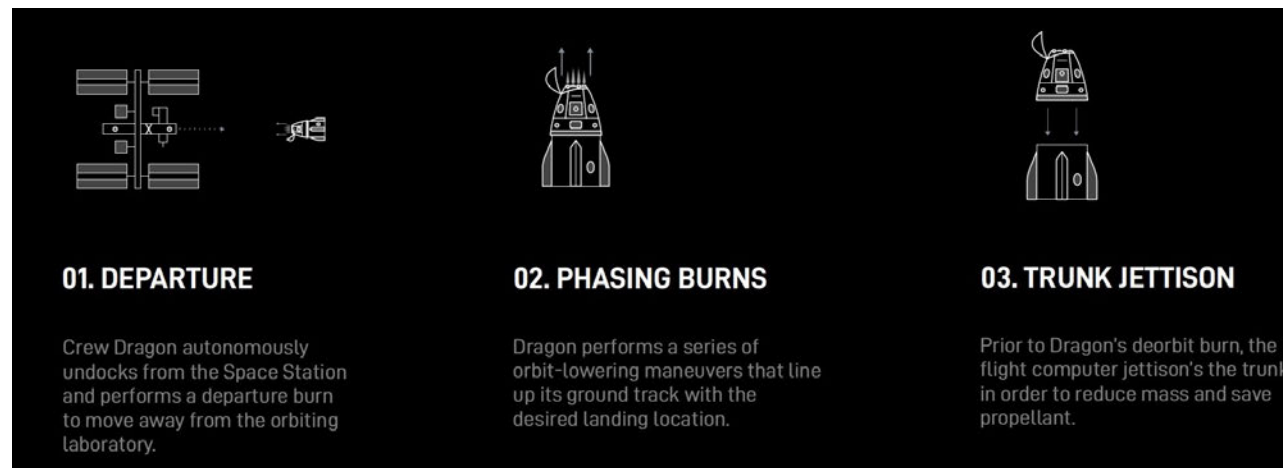 01. DEPARTURE
Crew Dragon autonomously
undocks from the Space Station
and performs a departure burn
to move away from the orbiting
laboratory.
02. PHASING BURNS
Dragon performs a series of
orbit-lowering maneuvers that line
up its ground track with the
desired landing location.
03. TRUNK JETTISON
Prior to Dragon's deorbit burn, the
flight computer jettison's the trunk
in order to reduce mass and save
propellant.